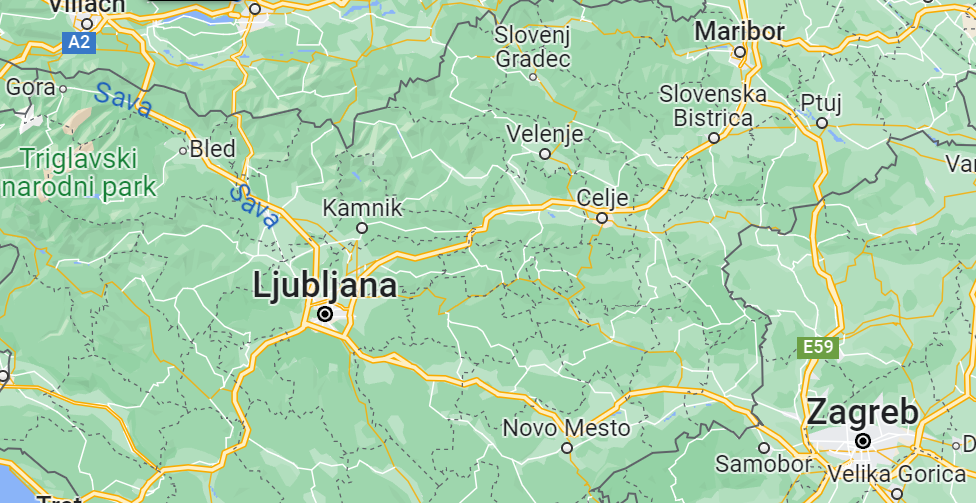 Villach
A2
Slovenj
Gradec
Maribor
Gora
Sava
Slovenska
Bistrica
Ptuj
Velenje
Bled
Triglavski
narodni park
Sava
Kamnik
Celje
Ljubljana
E59
Zagreb
Novo Mesto
Samobor
Velika Gorica